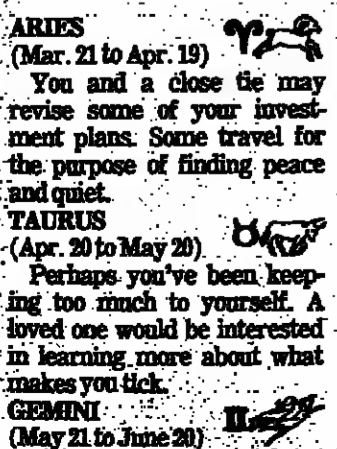 ARIES
(Mar. 21 to Apr. 19)
You and a close tie may
revise some of your invest-
ment plans. Some travel for
the purpose of finding peace
and quiet.
TAURUS
(Apr. 20 to May 20)
Perhaps you've been keep-
ing too much to yourself. A
loved one would be interested
in learning more about what
makes you tick.
GEMINI
(May 21 to June 20)